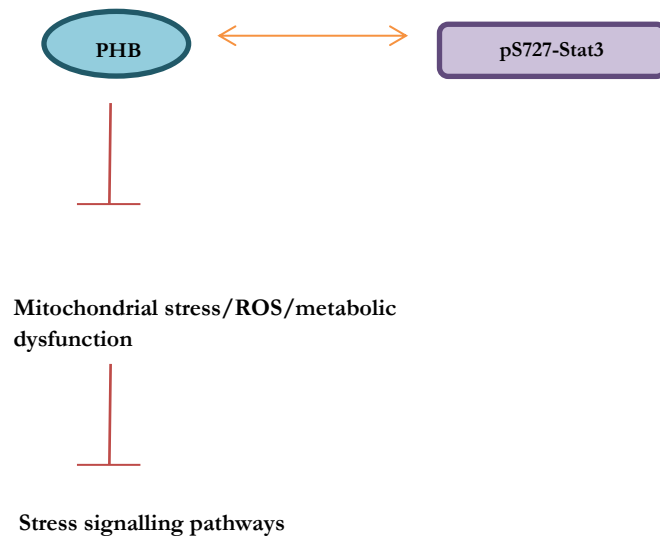 PHB
pS727-Stat3
Mitochondrial stress/ROS/metabolic
dysfunction
Stress signalling pathways